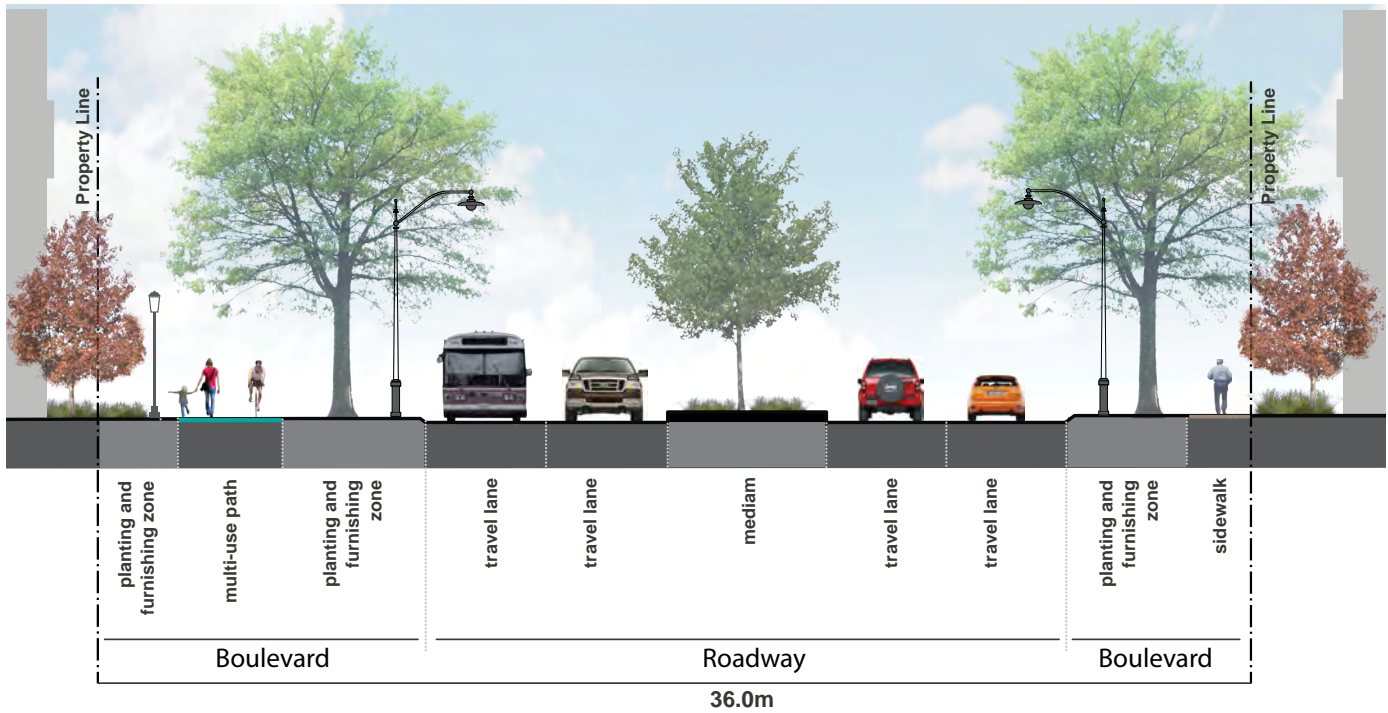 Property Line
Property Line
planting and
furnishing zone
multi-use path
planting and
furnishing
zone
travel lane
travel lane
mediam
travel lane
travel lane
planting and
furnishing
zone
sidewalk
Boulevard
Roadway
Boulevard
36.0m